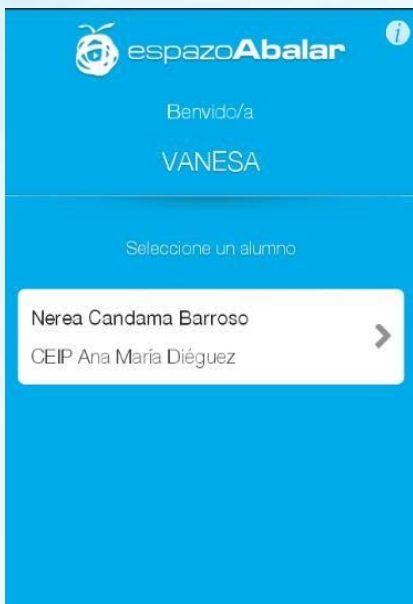 espazoAbalar
i
Benvido/a
VANESA
Seleccione un alumno
Nerea Candama Barroso
CEIP Ana María Diéguez